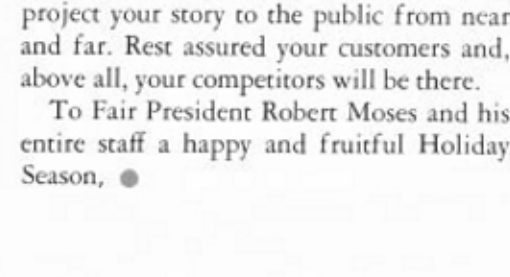 project your story to the public from near
and far. Rest assured your customers and,
above all, your competitors will be there.
To Fair President Robert Moses and his
entire staff a happy and fruitful Holiday
Season, ●